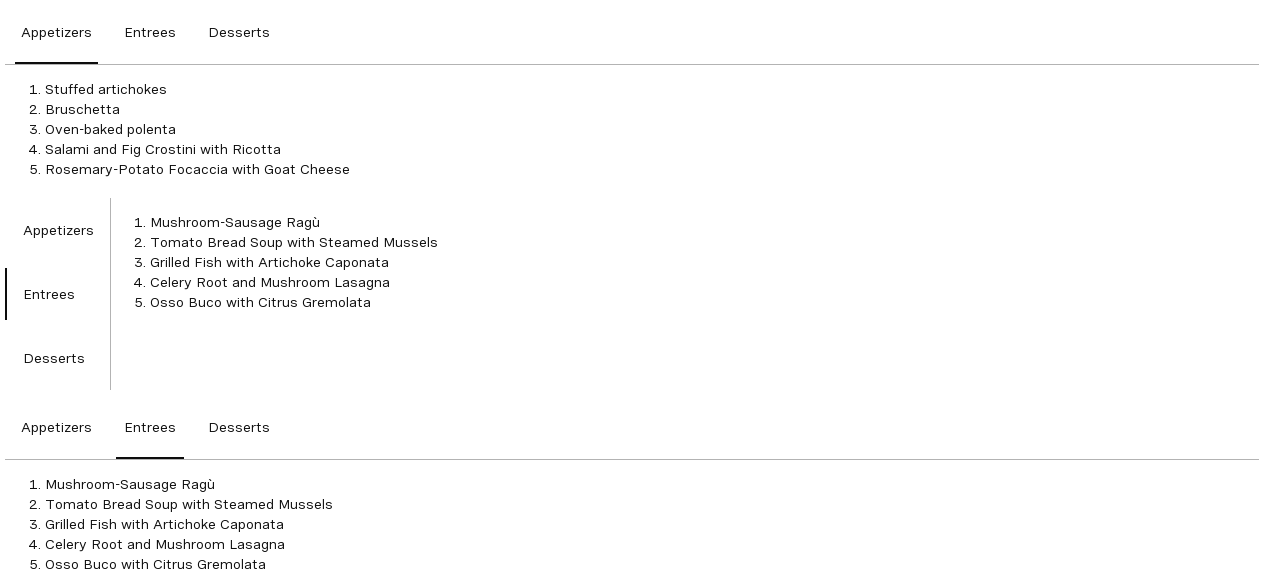 Appetizers Entrees Desserts
1. Stuffed artichokes
2. Bruschetta
3. Oven-baked polenta
4. Salami and Fig Crostini with Ricotta
5. Rosemary-Potato Focaccia with Goat Cheese
Appetizers
Entrees
Desserts
1. Mushroom-Sausage Ragù
2. Tomato Bread Soup with Steamed Mussels
3. Grilled Fish with Artichoke Caponata
4. Celery Root and Mushroom Lasagna
5. Osso Buco with Citrus Gremolata
Appetizers Entrees Desserts
1. Mushroom-Sausage Ragù
2. Tomato Bread Soup with Steamed Mussels
3. Grilled Fish with Artichoke Caponata
4. Celery Root and Mushroom Lasagna
5. Osso Buco with Citrus Gremolata